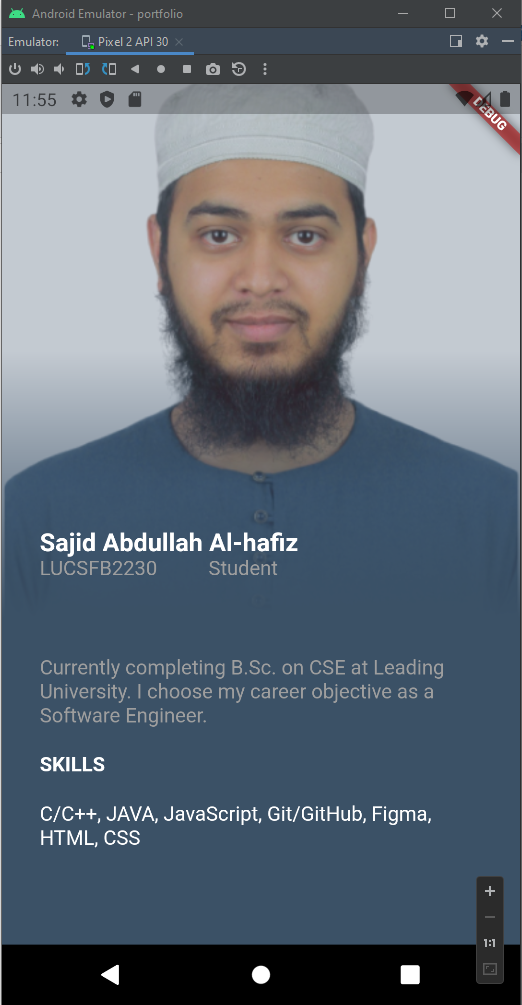 Android Emulator - portfolio
Emulator: Pixel 2 API 30
11:55
DEBUG
Sajid Abdullah Al-hafiz
LUCSFB2230 Student
Currently completing B.Sc. on CSE at Leading
University. I choose my career objective as a
Software Engineer.
SKILLS
C/C++, JAVA, JavaScript, Git/GitHub, Figma,
HTML, CSS
1:1